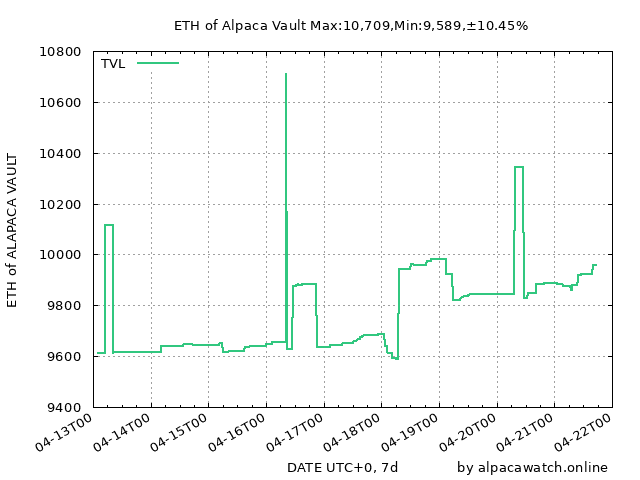 ETH of Alpaca Vault Max:10,709,Min:9,589,±10.45%
TVL
10800
10600
10400
10200
10000
9800
9600
9400
ETH of ALAPACA VAULT
04-13T00
04-14T00
04-15T00
04-16T00
04-17T00
04-18T00
04-19T00
04-20T00
04-21T00
04-22T00
DATE UTC+0, 7d
by alpacawatch.online